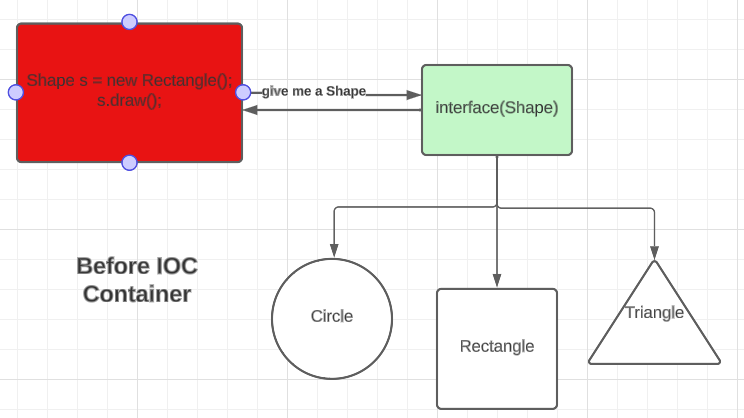 Shape s = new Rectangle();
s.draw();
give me a Shape
interface(Shape)
Before IOC
Container
Circle
Rectangle
Triangle